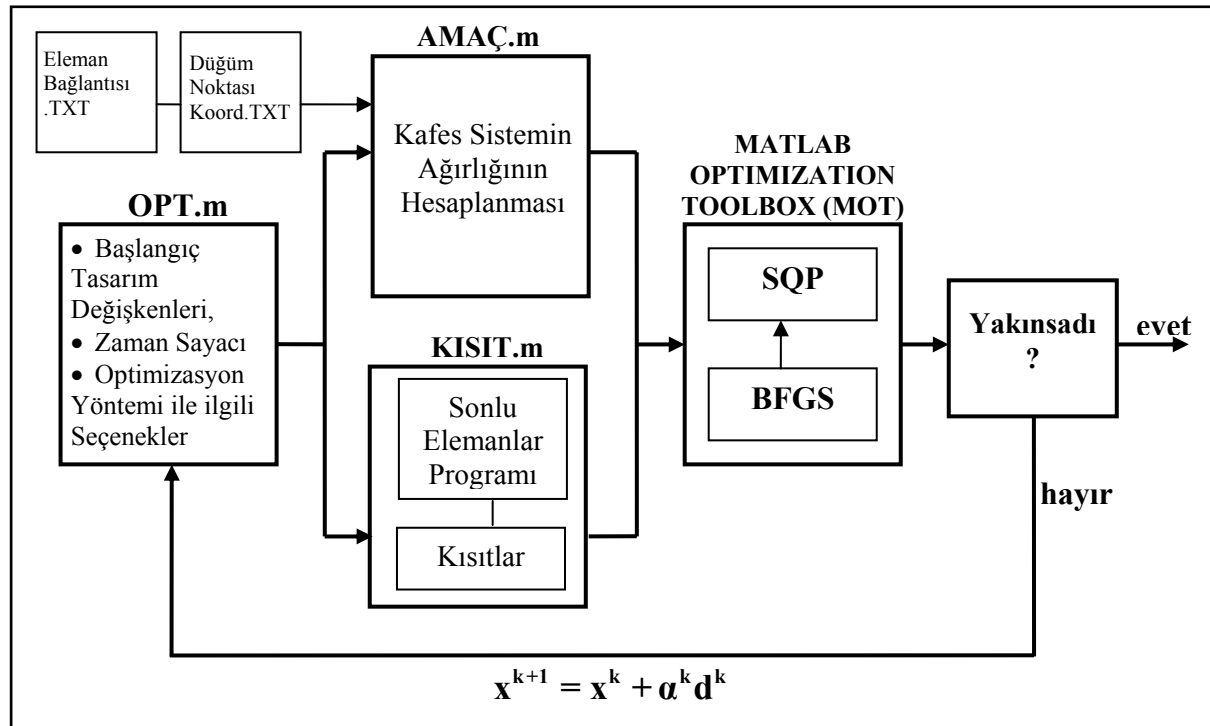 Eleman
Bağlantısı
.TXT
Düğüm
Noktası
Koord.TXT
AMAÇ.m
Kafes Sistemin
Ağırlığının
Hesaplanması
OPT.m
• Başlangıç
Tasarım
Değişkenleri,
• Zaman Sayacı
• Optimizasyon
Yöntemi ile ilgili
Seçenekler
KISIT.m
Sonlu
Elemanlar
Programı
Kısıtlar
MATLAB
OPTIMIZATION
TOOLBOX (MOT)
SQP
BFGS
Yakınsadı
?
evet
hayır
x^{k+1} = x^k + α^k d^k